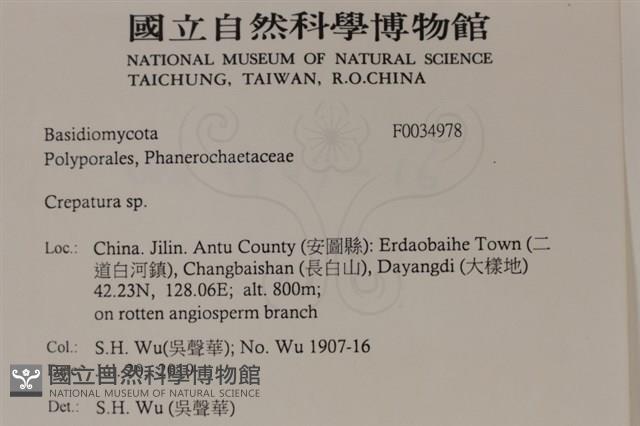 國立自然科學博物館
NATIONAL MUSEUM OF NATURAL SCIENCE
TAICHUNG, TAIWAN, R.O.CHINA
Basidiomycota F0034978
Polyporales, Phanerochaetaceae
Crepatura sp.
Loc.: China. Jilin. Antu County (安圖縣): Erdaobaihe Town (二
道白河鎮), Changbaishan (長白山), Dayangdi (大樣地)
42.23N, 128.06E; alt. 800m;
on rotten angiosperm branch
Col.: S.H. Wu(吳聲華); No. Wu 1907-16
國立自然科學博物館
NATIONAL MUSEUM OF NATURAL SCIENCE
Det.: S.H. Wu (吳聲華)